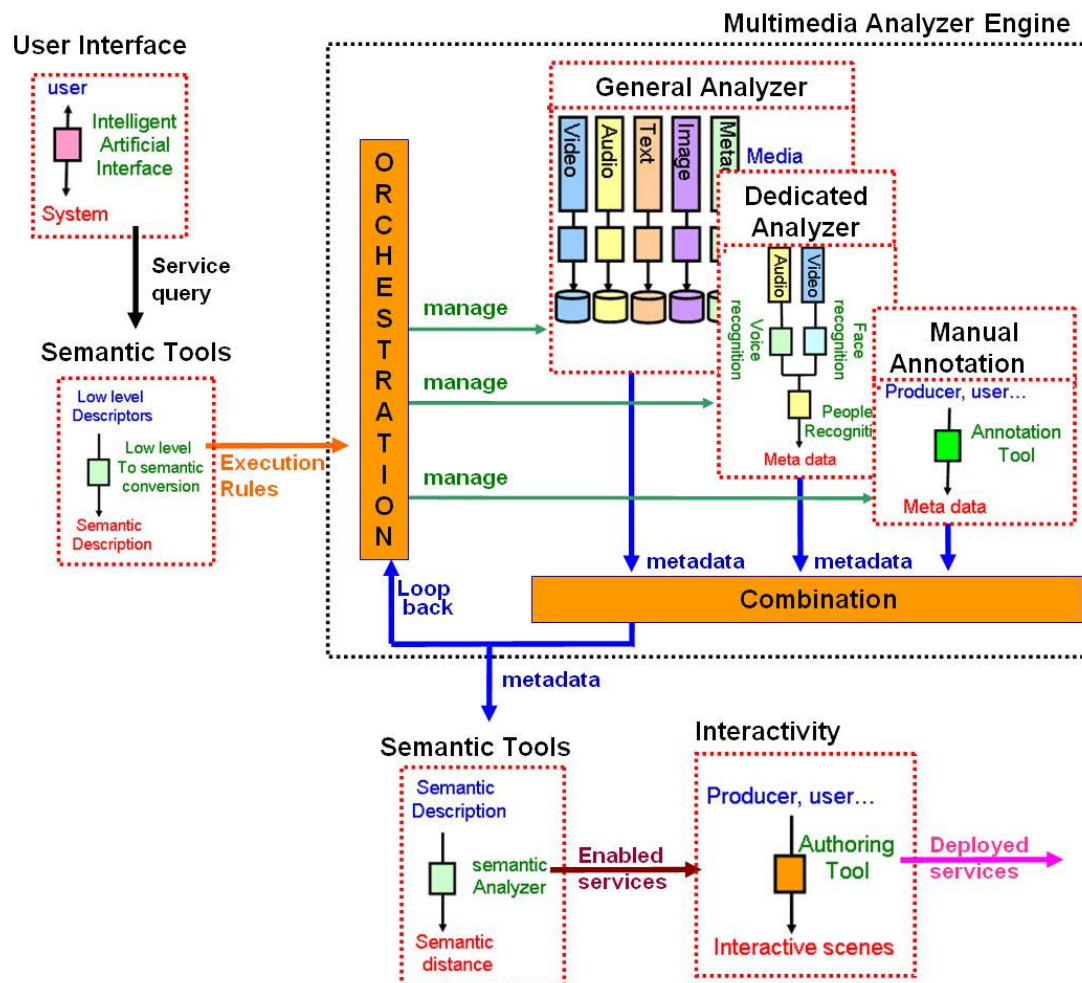 Multimedia Analyzer Engine
User Interface
user
Intelligent
Artificial
Interface
System
Service
query
Semantic Tools
Low level
Descriptors
Low level
To semantic
conversion
Semantic
Description
Execution
Rules
ORCHESTRATION
manage
manage
manage
General Analyzer
Video
Audio
Text
Image
Media
Dedicated
Analyzer
Audio
Video
Voice
recognition
Face
recognition
People
Meta data
Manual
Annotation
Producer, user...
Annotation
Tool
Meta data
metadata
metadata
Combination
Loop
back
metadata
Semantic Tools
Semantic
Description
semantic
Analyzer
Semantic
distance
Enabled
services
Interactivity
Producer, user...
Authoring
Tool
Interactive scenes
Deployed
services